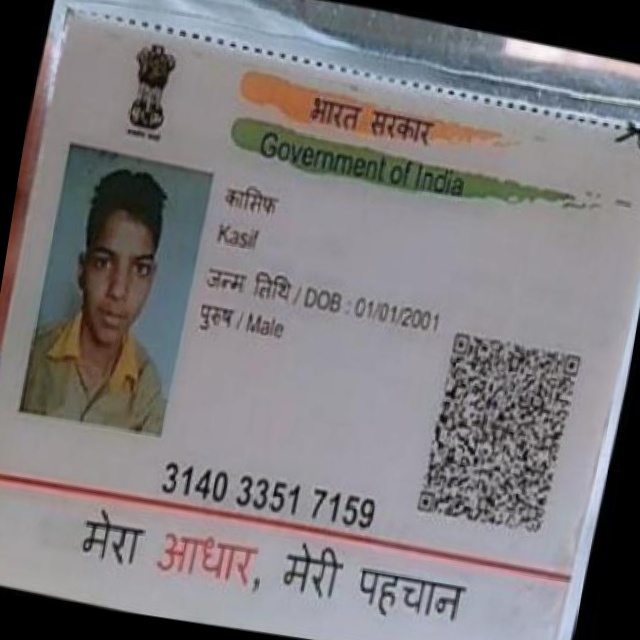 भारत सरकार
Government of India
कासिफ
Kasif
जन्म तिथि / DOB : 01/01/2001
पुरुष / Male
3140 3351 7159
मेरा आधार, मेरी पहचान